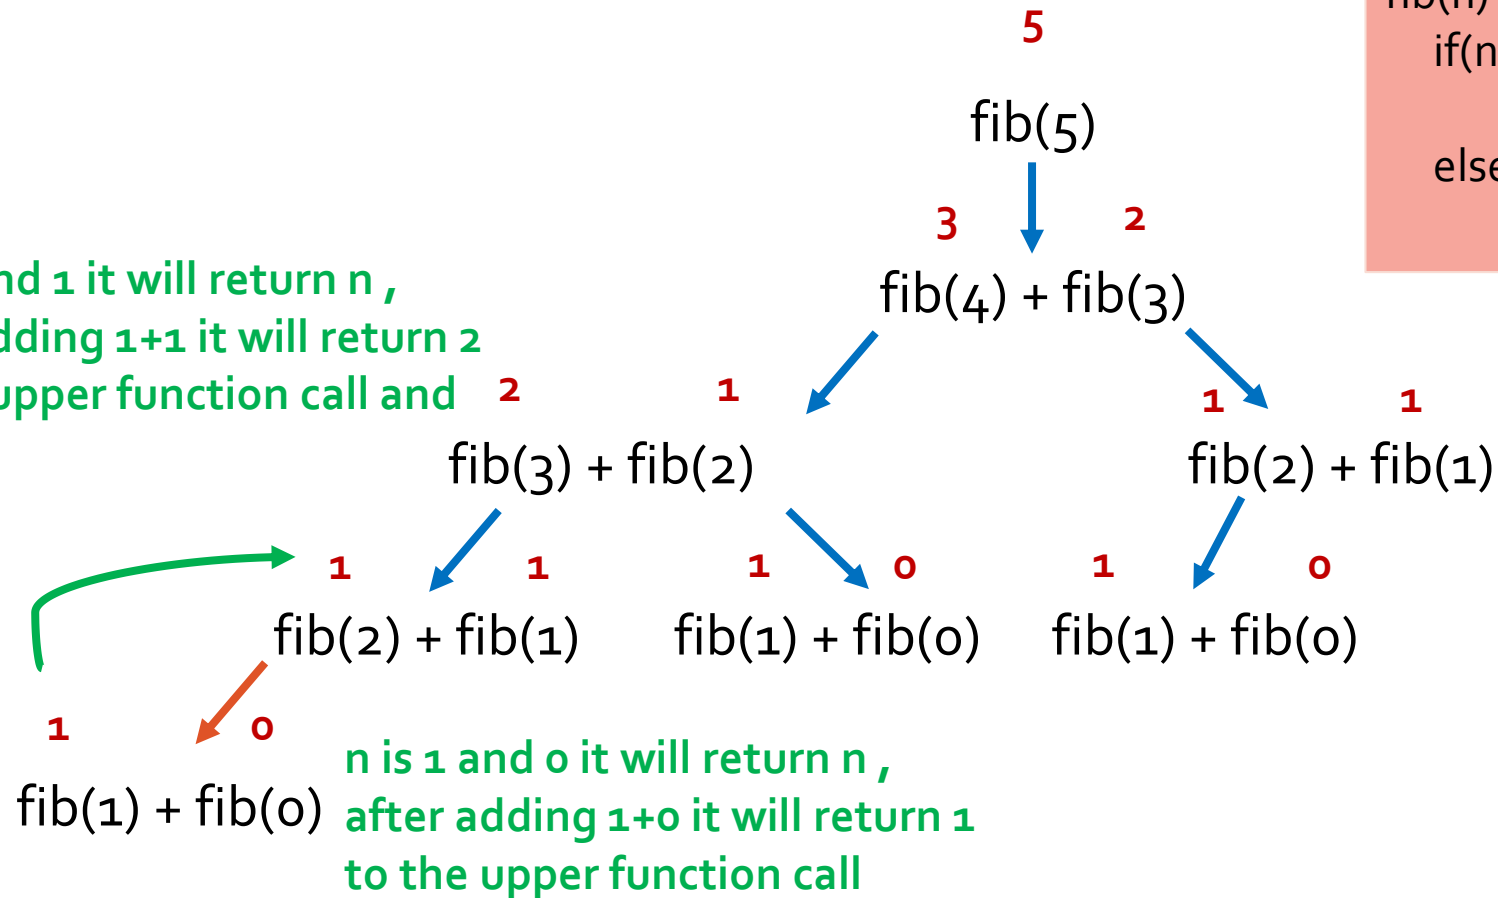 5
fib(n)
if(n
fib(5)
else
3 2
fib(4) + fib(3)
nd 1 it will return n ,
dding 1+1 it will return 2
upper function call and
2 1 1 1
fib(3) + fib(2) fib(2) + fib(1)
1 1 1 0 1 0
fib(2) + fib(1) fib(1) + fib(0) fib(1) + fib(0)
1 0
fib(1) + fib(0)
n is 1 and 0 it will return n ,
after adding 1+0 it will return 1
to the upper function call